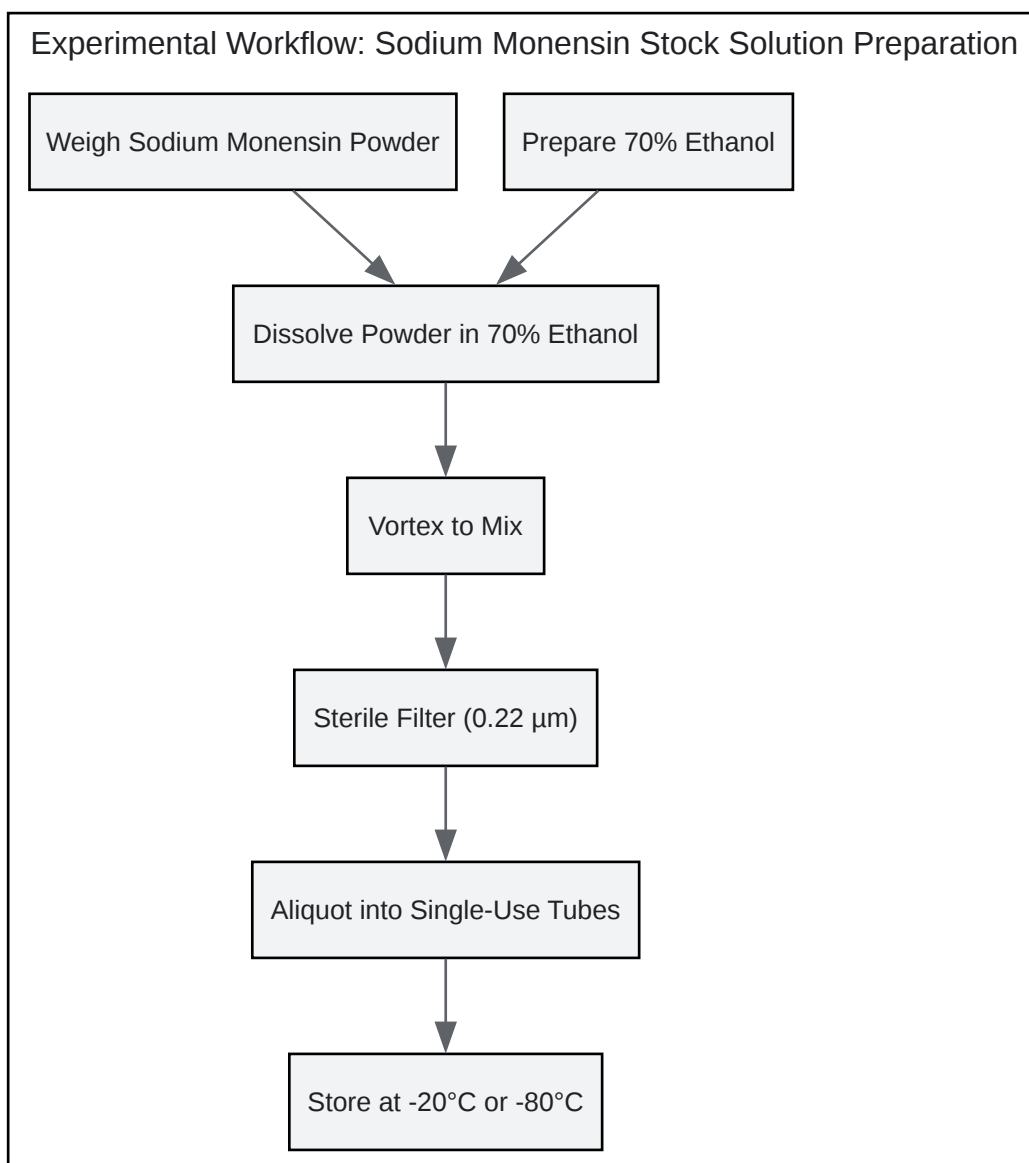 Experimental Workflow: Sodium Monensin Stock Solution Preparation
Weigh Sodium Monensin Powder
Prepare 70% Ethanol
Dissolve Powder in 70% Ethanol
Vortex to Mix
Sterile Filter (0.22 µm)
Aliquot into Single-Use Tubes
Store at -20°C or -80°C